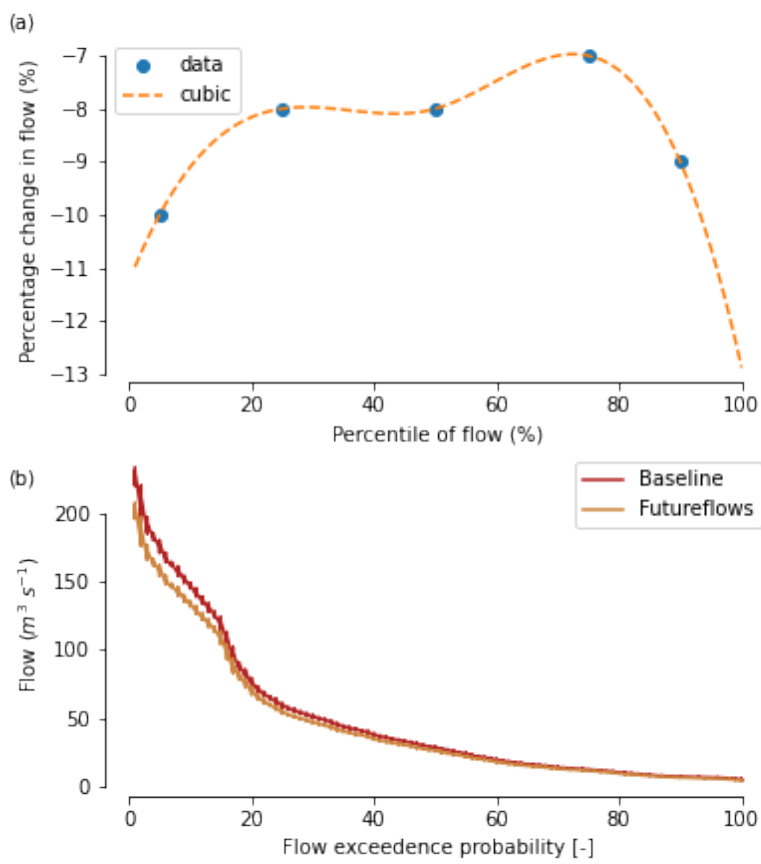 (a)
Percentage change in flow (%)
−7
−8
−9
−10
−11
−12
−13
data
cubic
0 20 40 60 80 100
Percentile of flow (%)
(b)
Flow (m³ s⁻¹)
200
150
100
50
0
Baseline
Futureflows
0 20 40 60 80 100
Flow exceedence probability [-]